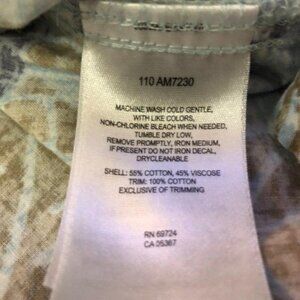 110 AM7230
MACHINE WASH COLD GENTLE,
WITH LIKE COLORS,
NON-CHLORINE BLEACH WHEN NEEDED,
TUMBLE DRY LOW,
REMOVE PROMPTLY, IRON MEDIUM,
IF PRESENT DO NOT IRON DECAL,
DRYCLEANABLE
SHELL: 55% COTTON, 45% VISCOSE
TRIM: 100% COTTON
EXCLUSIVE OF TRIMMING
RN 69724
CA 05367